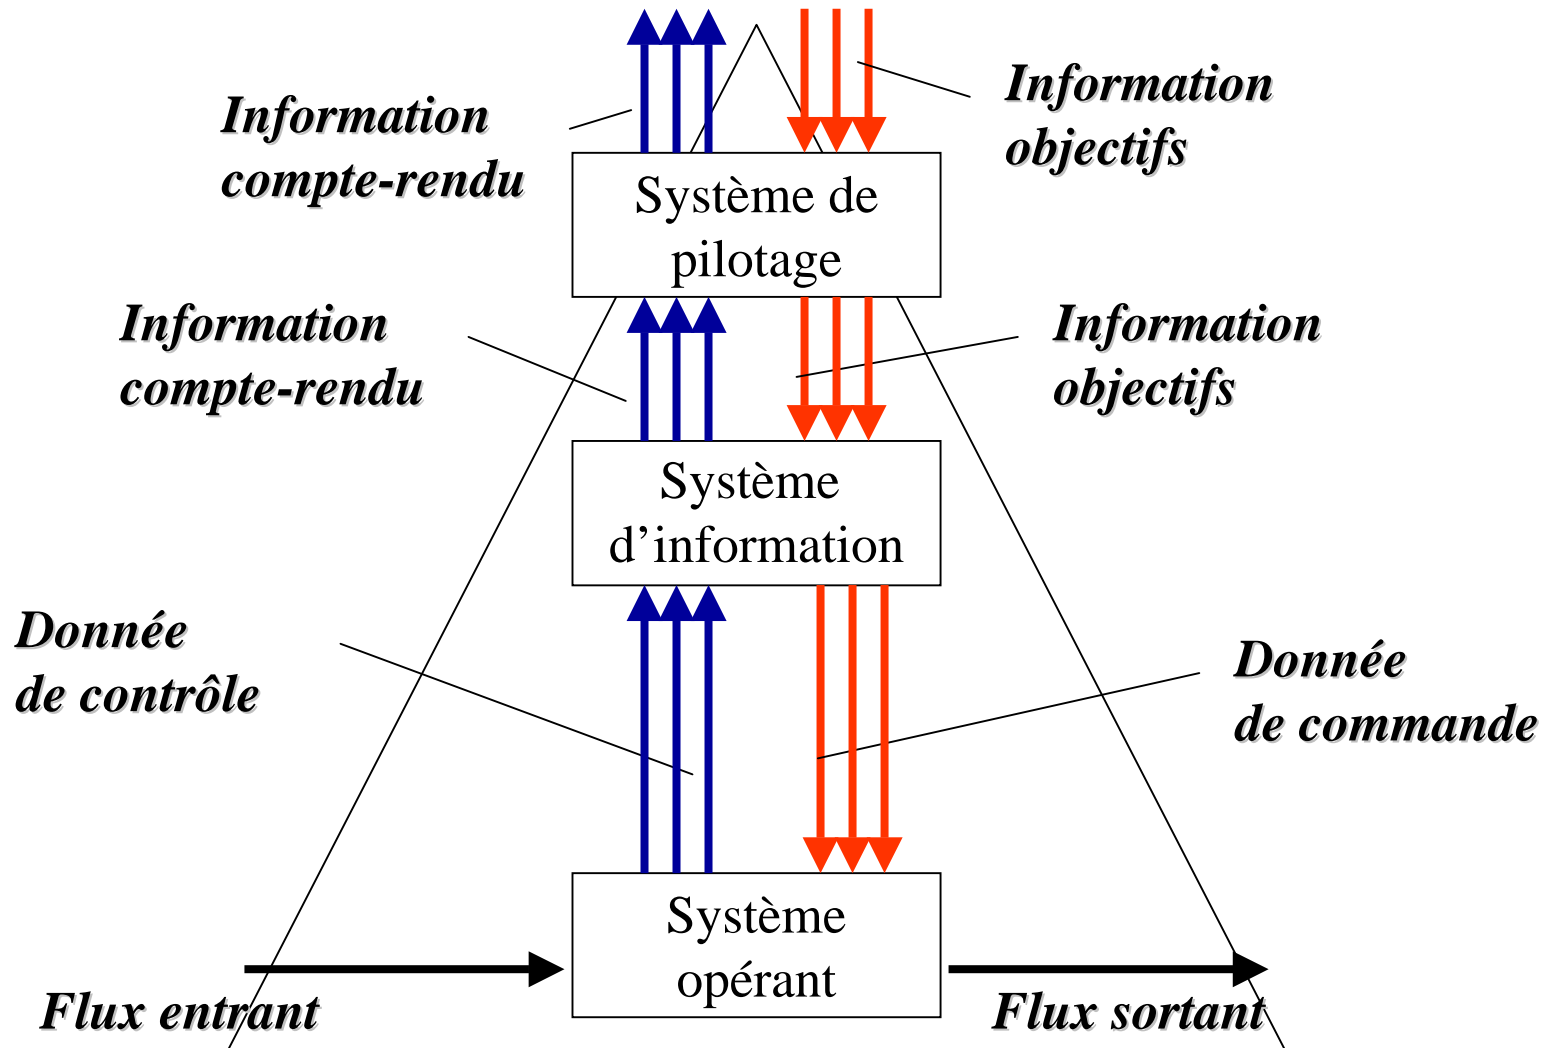 Information
compte-rendu
Information
objectifs
Système de
pilotage
Information
compte-rendu
Information
objectifs
Système
d’information
Donnée
de contrôle
Donnée
de commande
Système
opérant
Flux entrant
Flux sortant